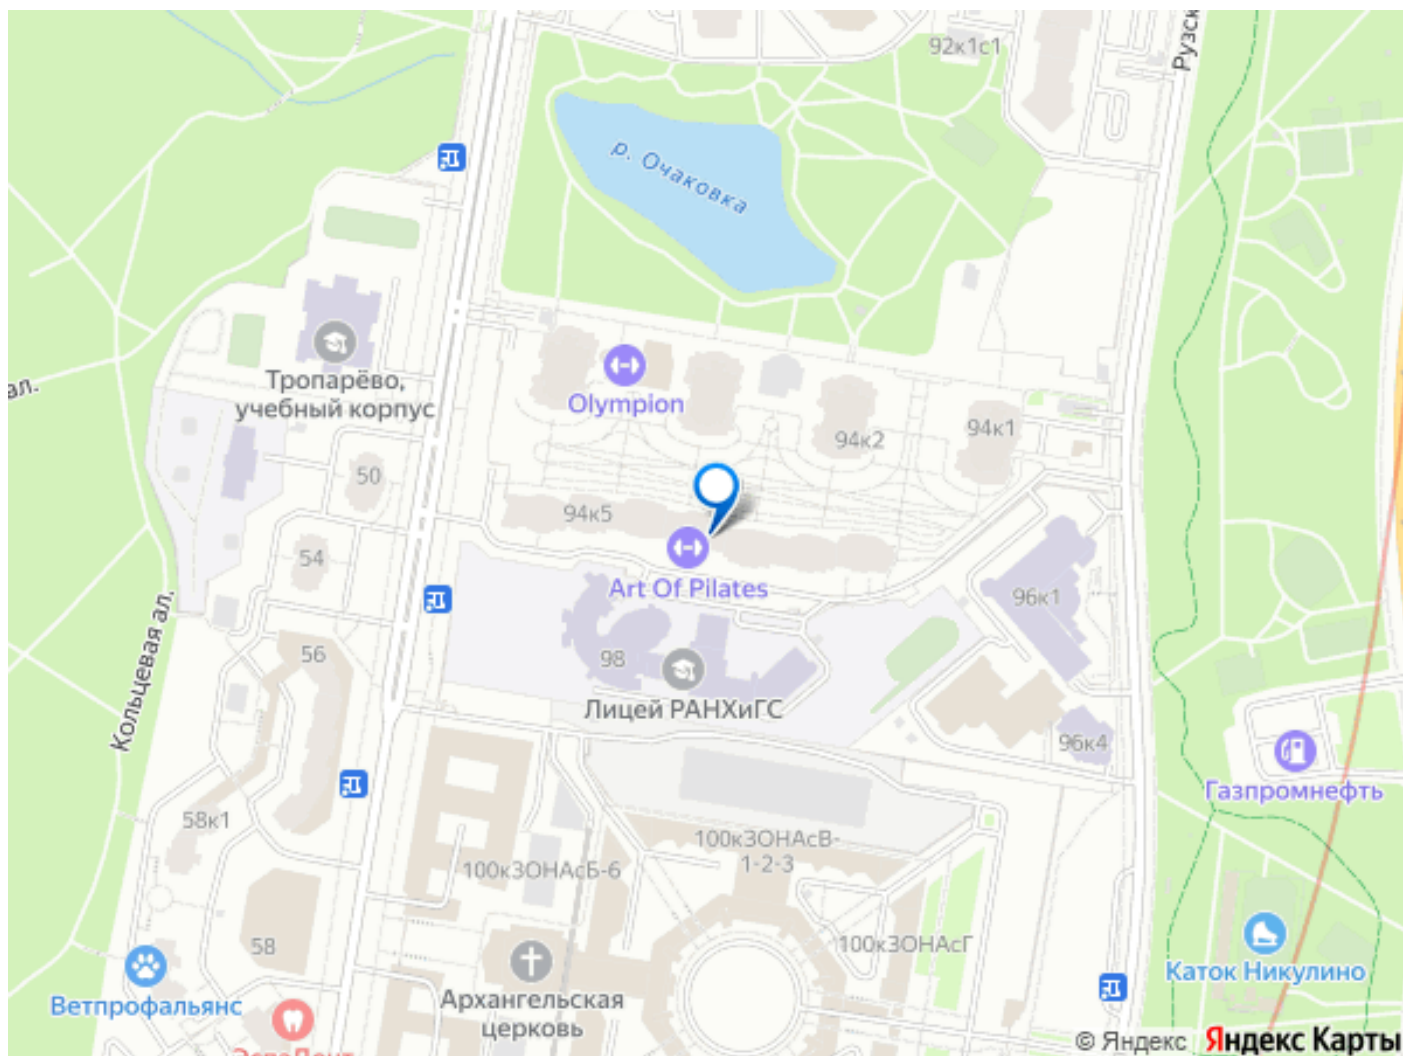 92к1с1
Рузск
р. Очаковка
Тропарёво,
учебный корпус
ал.
Olympion
94к2
94к1
50
94к5
54
Art Of Pilates
96к1
Кольцевая ал.
56
98
Лицей РАНХиГС
96к4
Газпромнефть
58к1
100кЗОНАсВ-
1-2-3
100кЗОНАсБ-6
58
100кЗОНАсГ
Архангельская
церковь
Каток Никулино
Ветпрофальянс
© Яндекс Яндекс Карты